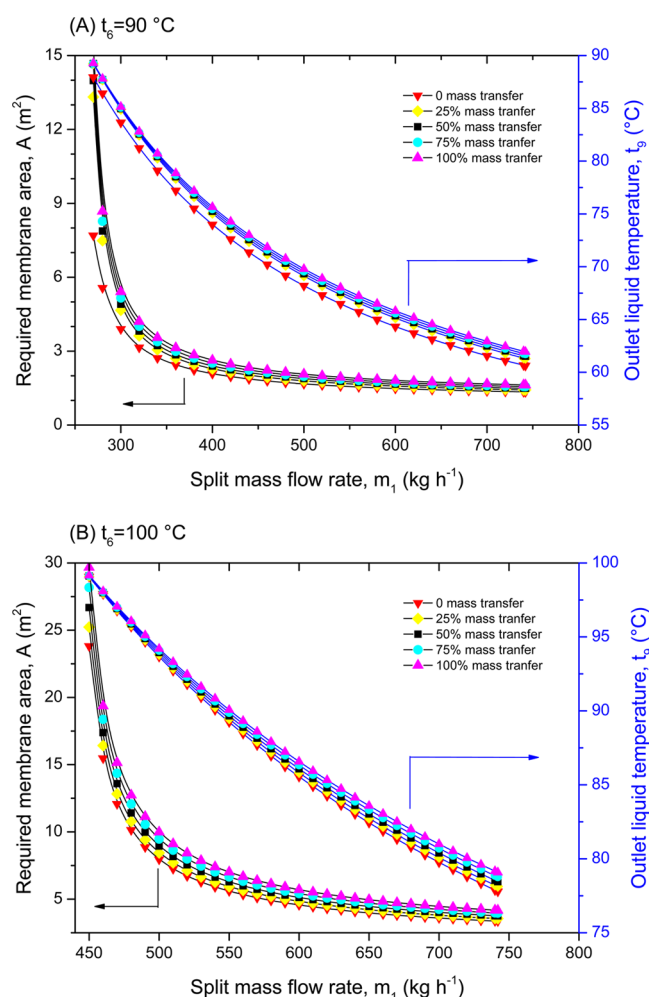 (A) t6=90 °C
15
12
9
6
3
0
Required membrane area, A (m2)
0 mass transfer
25% mass tranfer
50% mass tranfer
75% mass tranfer
100% mass tranfer
90
85
80
75
70
65
60
55
Outlet liquid temperature, t9 (°C)
300 400 500 600 700 800
Split mass flow rate, m1 (kg h-1)
(B) t6=100 °C
30
25
20
15
10
5
Required membrane area, A (m2)
0 mass transfer
25% mass tranfer
50% mass tranfer
75% mass tranfer
100% mass tranfer
100
95
90
85
80
75
Outlet liquid temperature, t9 (°C)
450 500 550 600 650 700 750 800
Split mass flow rate, m1 (kg h-1)